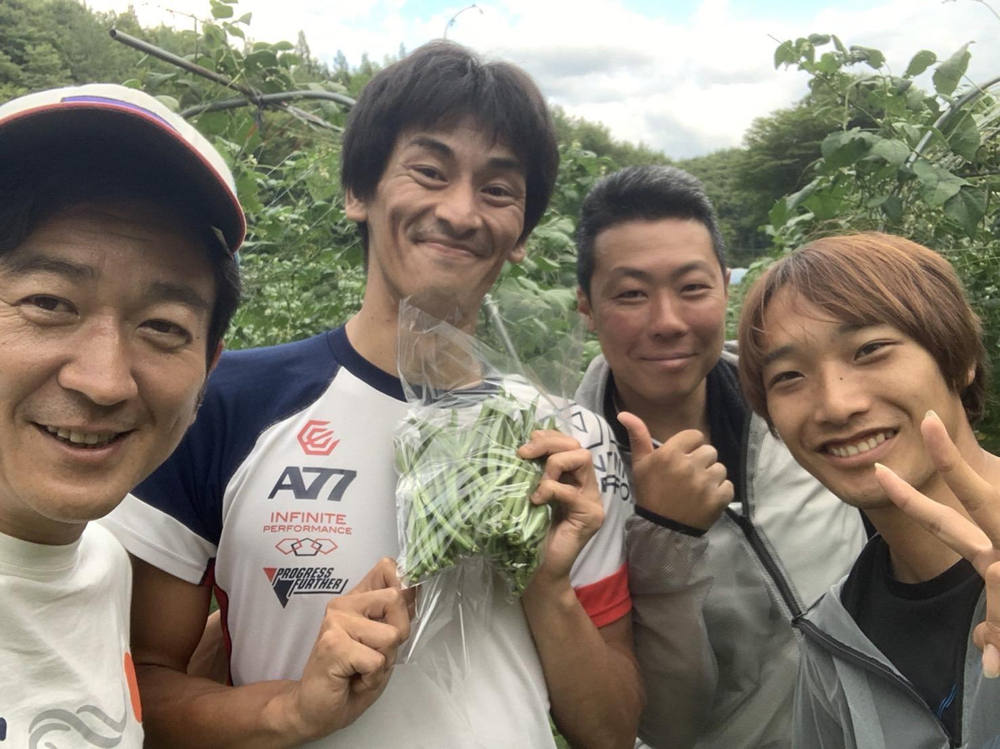 A77
INFINITE
PERFORMANCE
PROGRESS
FURTHER